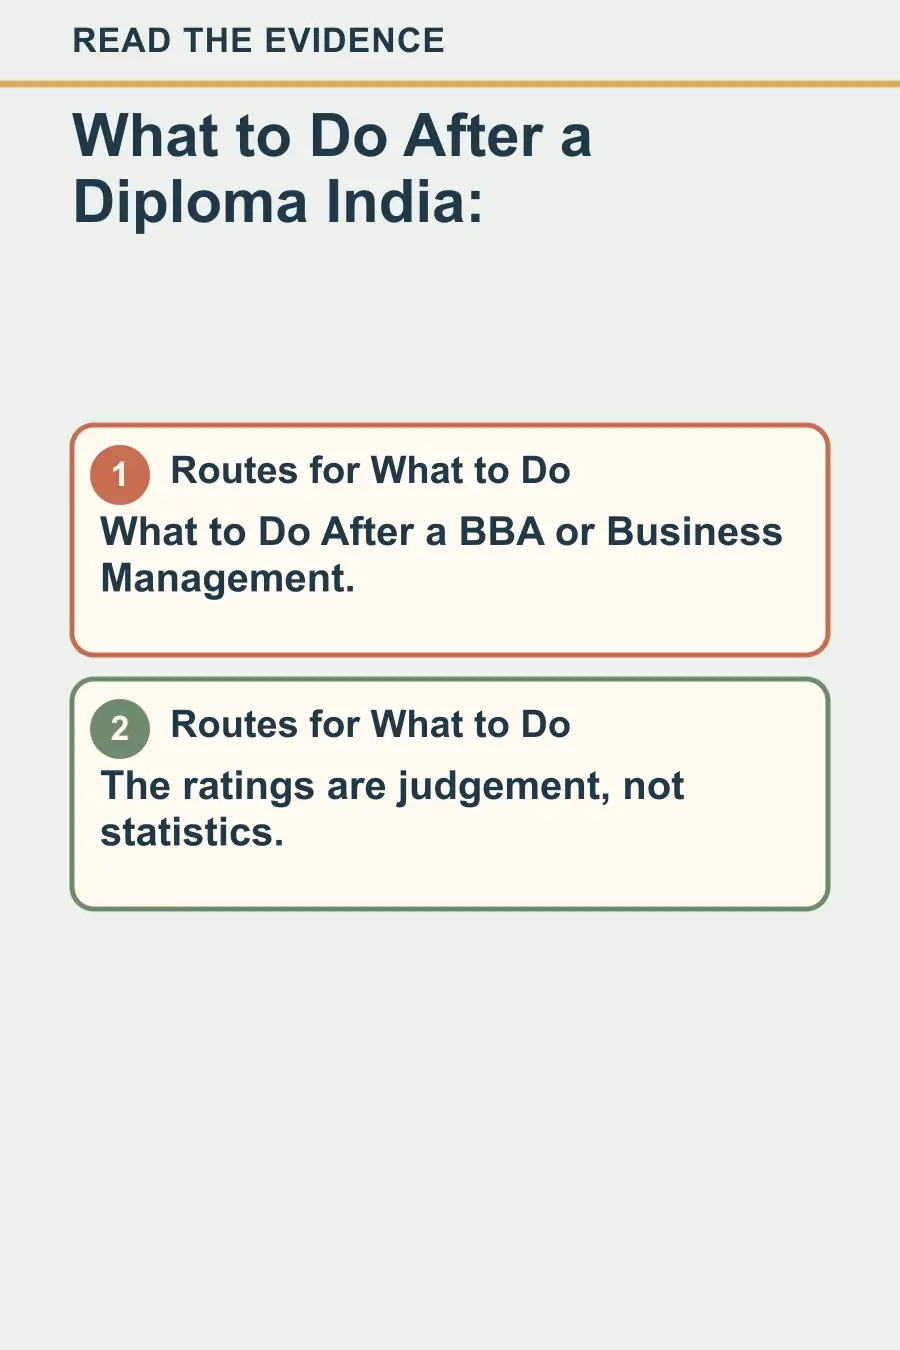 READ THE EVIDENCE
What to Do After a
Diploma India:
1 Routes for What to Do
What to Do After a BBA or Business
Management.
2 Routes for What to Do
The ratings are judgement, not
statistics.